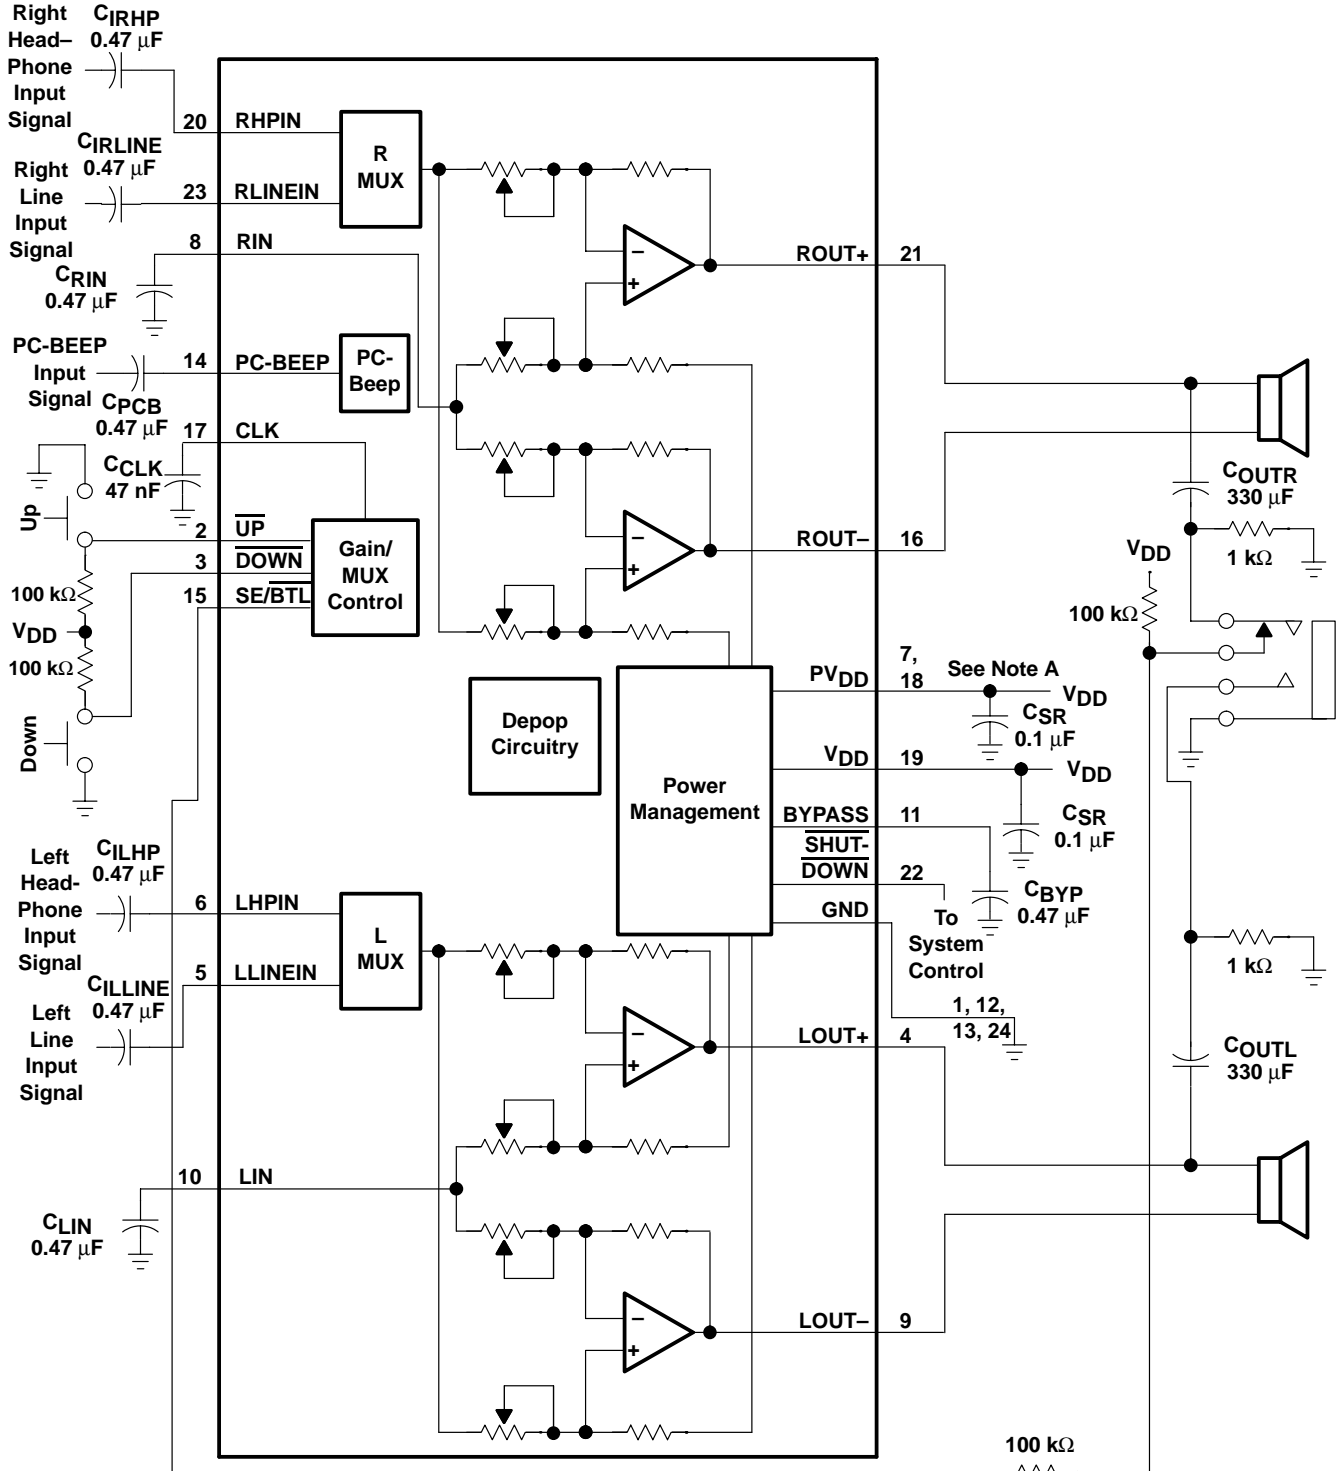 Right
Head–
Phone
Input
Signal
CIRHP
0.47 μF
20
RHPIN
CIRLINE
0.47 μF
Right
Line
Input
Signal
23
RLINEIN
R
MUX
8
RIN
CRIN
0.47 μF
PC-BEEP
Input
Signal
14
PC-BEEP
PC-
Beep
CPCB
0.47 μF
17
CLK
CCLK
47 nF
Up
2
UP
3
DOWN
15
SE/BTL
Gain/
MUX
Control
100 kΩ
VDD
100 kΩ
Down
–
+
ROUT+
21
–
+
ROUT–
16
COUTR
330 μF
1 kΩ
VDD
100 kΩ
Depop
Circuitry
Power
Management
PVDD
7,
18
See Note A
VDD
CSR
0.1 μF
VDD
19
VDD
CSR
0.1 μF
BYPASS
11
SHUT-
DOWN
22
CBYP
0.47 μF
GND
To
System
Control
1, 12,
13, 24
1 kΩ
COUTL
330 μF
Left
Head-
Phone
Input
Signal
CILHP
0.47 μF
6
LHPIN
L
MUX
5
LLINEIN
CILLINE
0.47 μF
Left
Line
Input
Signal
–
+
LOUT+
4
10
LIN
CLIN
0.47 μF
–
+
LOUT–
9
100 kΩ